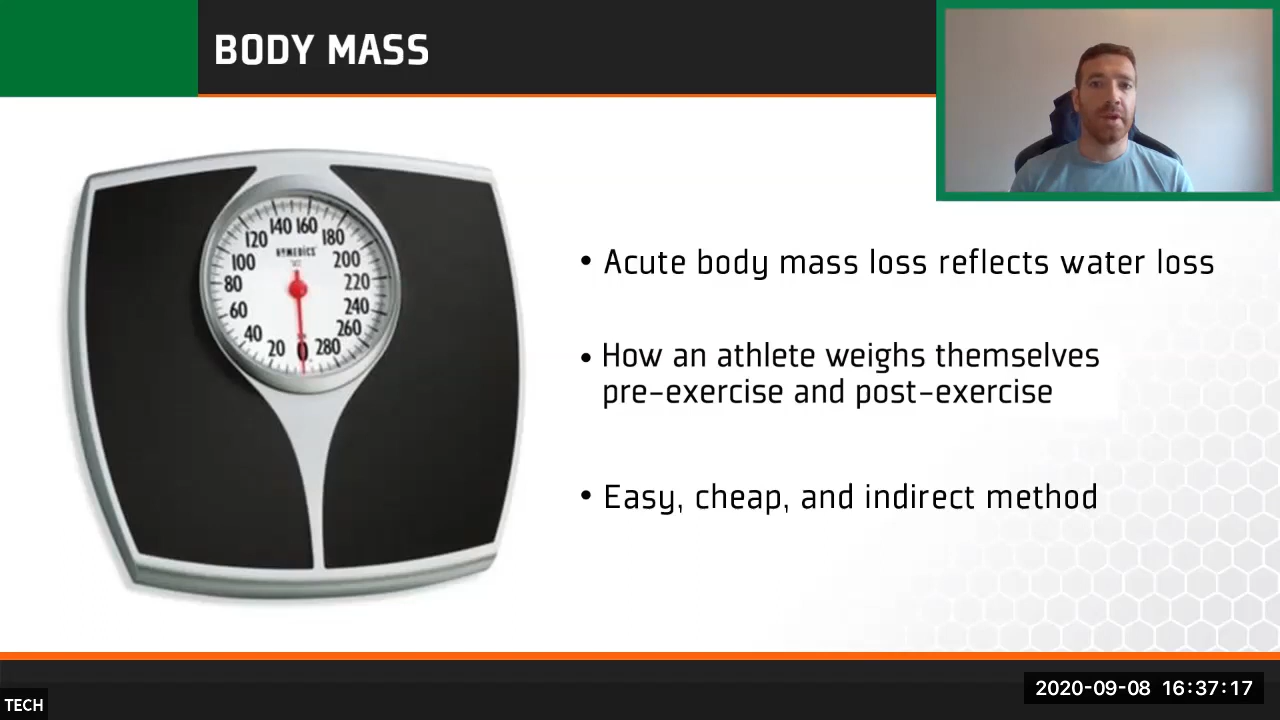 BODY MASS
140 160
120 180
HOMEDICS
100 200
80 220
60 240
40 260
20 0 280
• Acute body mass loss reflects water loss
• How an athlete weighs themselves
pre-exercise and post-exercise
• Easy, cheap, and indirect method
2020-09-08 16:37:17
TECH